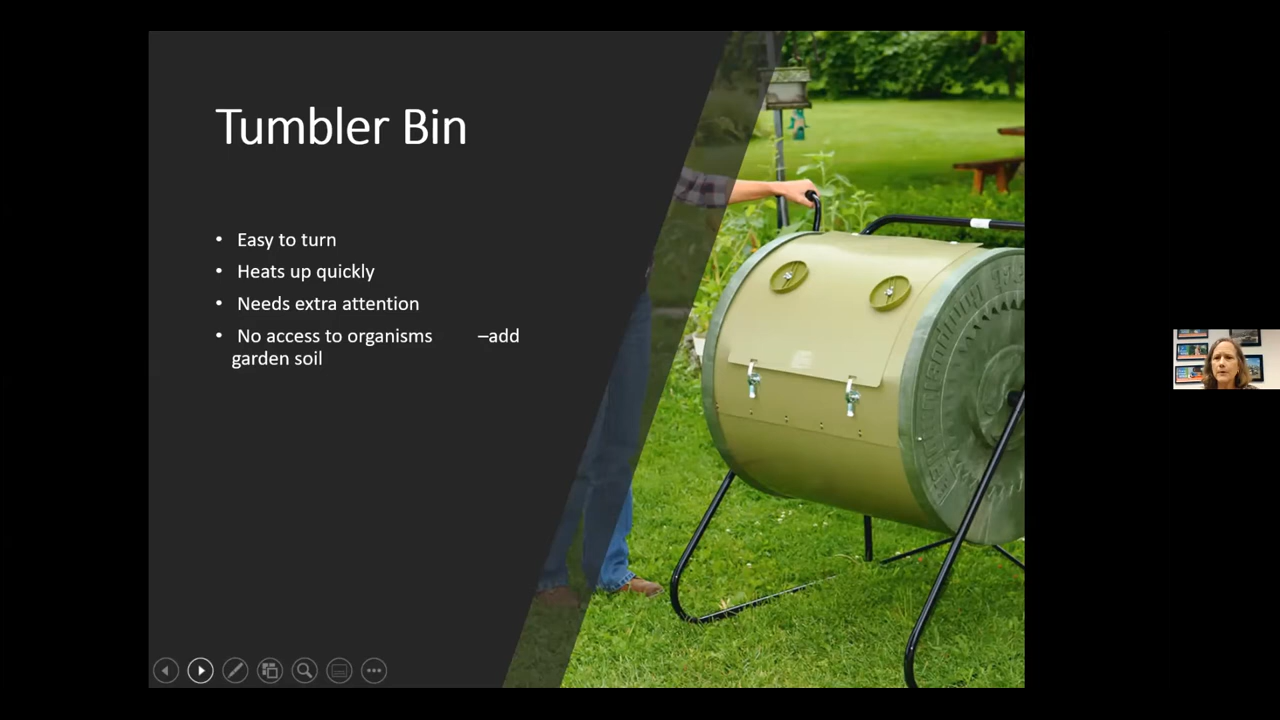 Tumbler Bin
• Easy to turn
• Heats up quickly
• Needs extra attention
• No access to organisms –add
garden soil